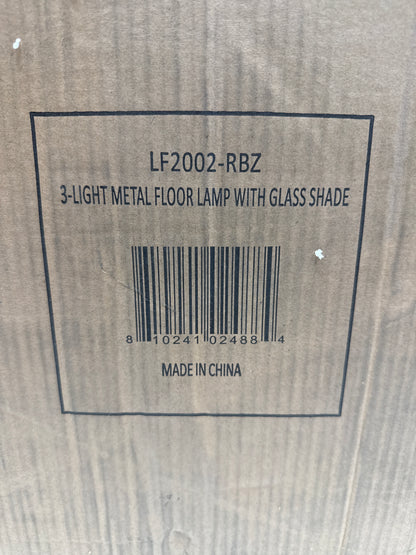 LF2002-RBZ
3-LIGHT METAL FLOOR LAMP WITH GLASS SHADE
8 10241 02488 4
MADE IN CHINA